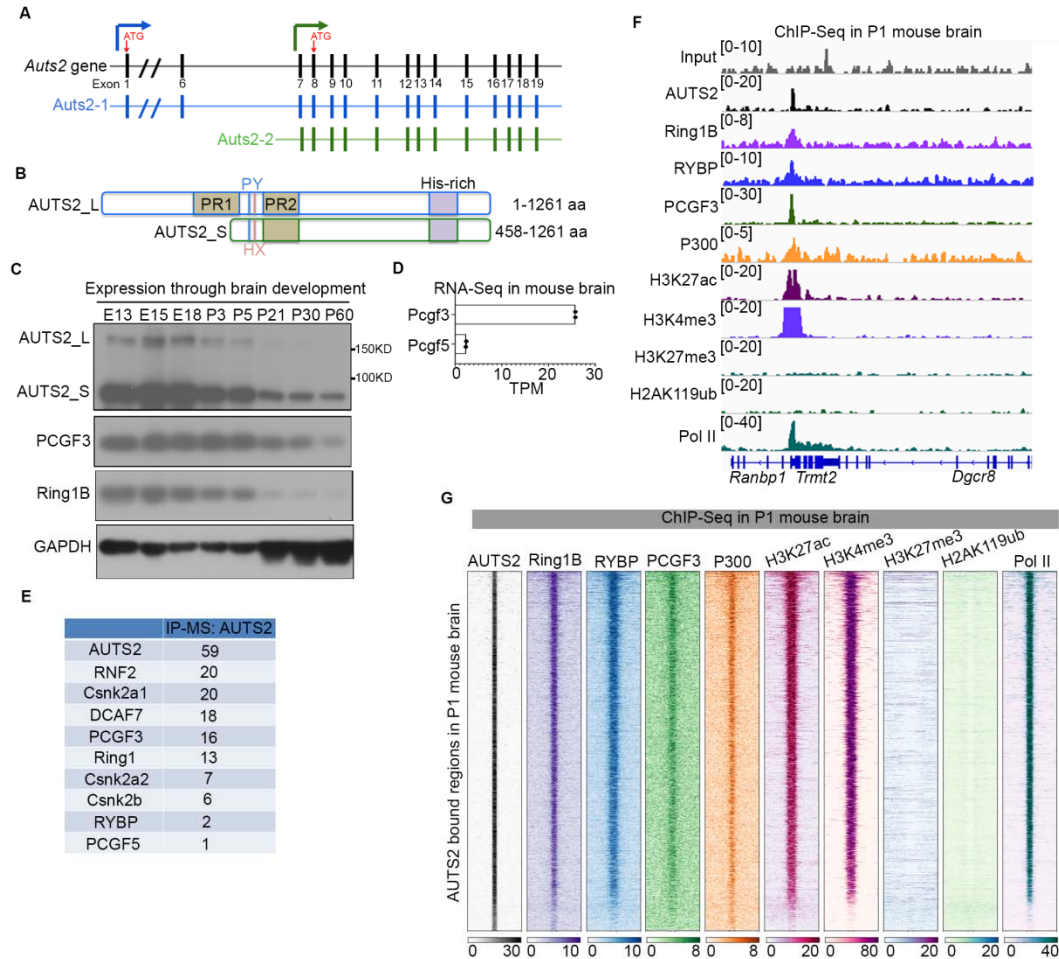 A
ATG
ATG
Auts2 gene
Exon 1 6 7 8 9 10 11 12 13 14 15 16 17 18 19
Auts2-1
Auts2-2
B
PY
His-rich
AUTS2_L
PR1
PR2
1-1261 aa
AUTS2_S
458-1261 aa
HX
C
Expression through brain development
E13 E15 E18 P3 P5 P21 P30 P60
AUTS2_L
150KD
100KD
AUTS2_S
PCGF3
Ring1B
GAPDH
D
RNA-Seq in mouse brain
Pcgf3
Pcgf5
0 10 20 30
TPM
E
IP-MS: AUTS2
AUTS2 59
RNF2 20
Csnk2a1 20
DCAF7 18
PCGF3 16
Ring1 13
Csnk2a2 7
Csnk2b 6
RYBP 2
PCGF5 1
F
ChIP-Seq in P1 mouse brain
Input [0-10]
AUTS2 [0-20]
Ring1B [0-8]
RYBP [0-10]
PCGF3 [0-30]
P300 [0-5]
H3K27ac [0-20]
H3K4me3 [0-20]
H3K27me3 [0-20]
H2AK119ub [0-20]
Pol II [0-40]
Ranbp1 Trmt2 Dgcr8
G
ChIP-Seq in P1 mouse brain
AUTS2 Ring1B RYBP PCGF3 P300 H3K27ac H3K4me3 H3K27me3 H2AK119ub Pol II
AUTS2 bound regions in P1 mouse brain
0 30 0 10 0 10 0 8 0 8 0 20 0 80 0 20 0 20 0 40